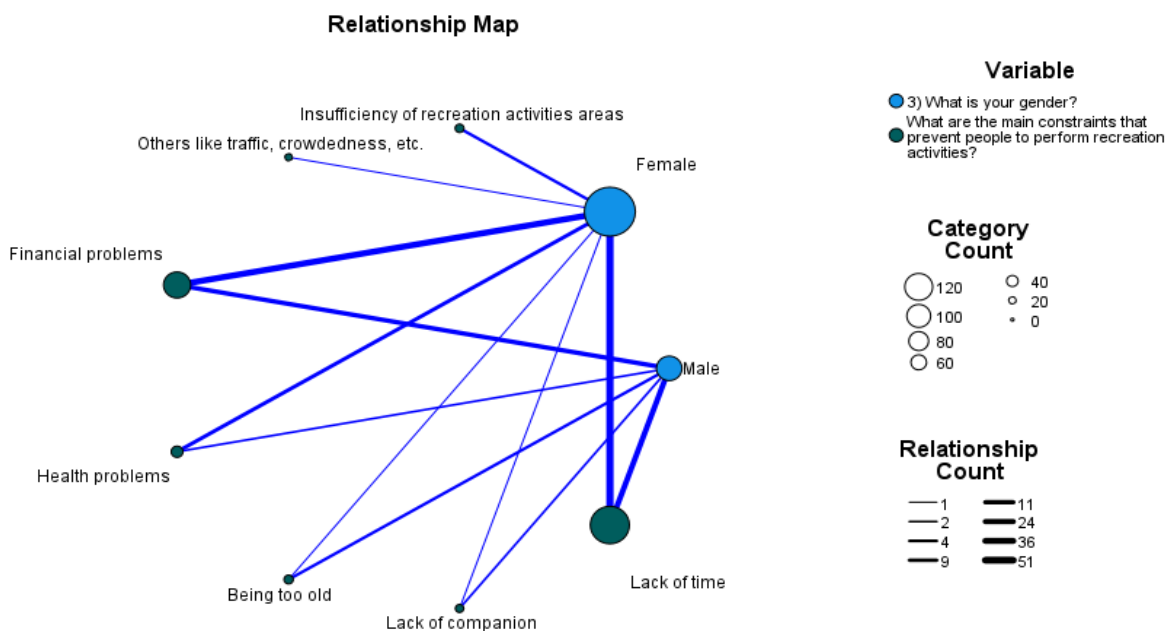 Relationship Map
Insufficiency of recreation activities areas
Others like traffic, crowdedness, etc.
Female
Financial problems
Male
Health problems
Being too old
Lack of companion
Lack of time
Variable
3) What is your gender?
What are the main constraints that
prevent people to perform recreation
activities?
Category
Count
120 40
100 20
80 0
60
Relationship
Count
1 11
2 24
4 36
9 51